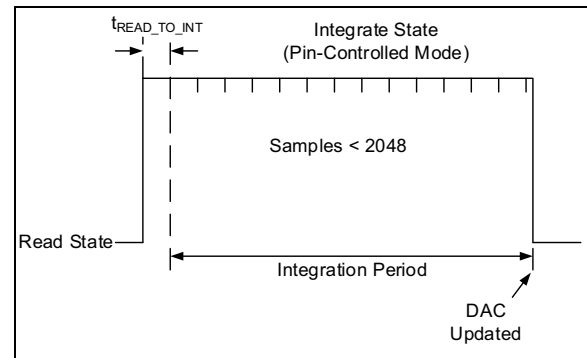 tREAD_TO_INT
Integrate State
(Pin-Controlled Mode)
Samples < 2048
Read State
Integration Period
DAC
Updated